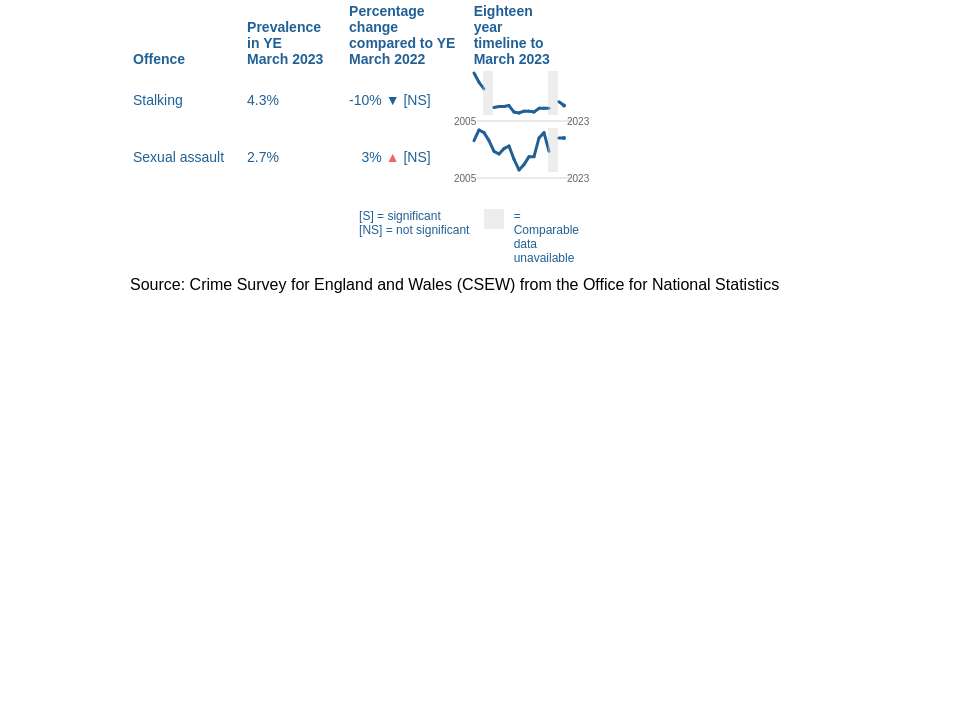 Offence
Prevalence
in YE
March 2023
Percentage
change
compared to YE
March 2022
Eighteen
year
timeline to
March 2023
Stalking 4.3% -10% ▼ [NS]
2005 2023
Sexual assault 2.7% 3% ▲ [NS]
2005 2023
[S] = significant
[NS] = not significant
=
Comparable
data
unavailable
Source: Crime Survey for England and Wales (CSEW) from the Office for National Statistics